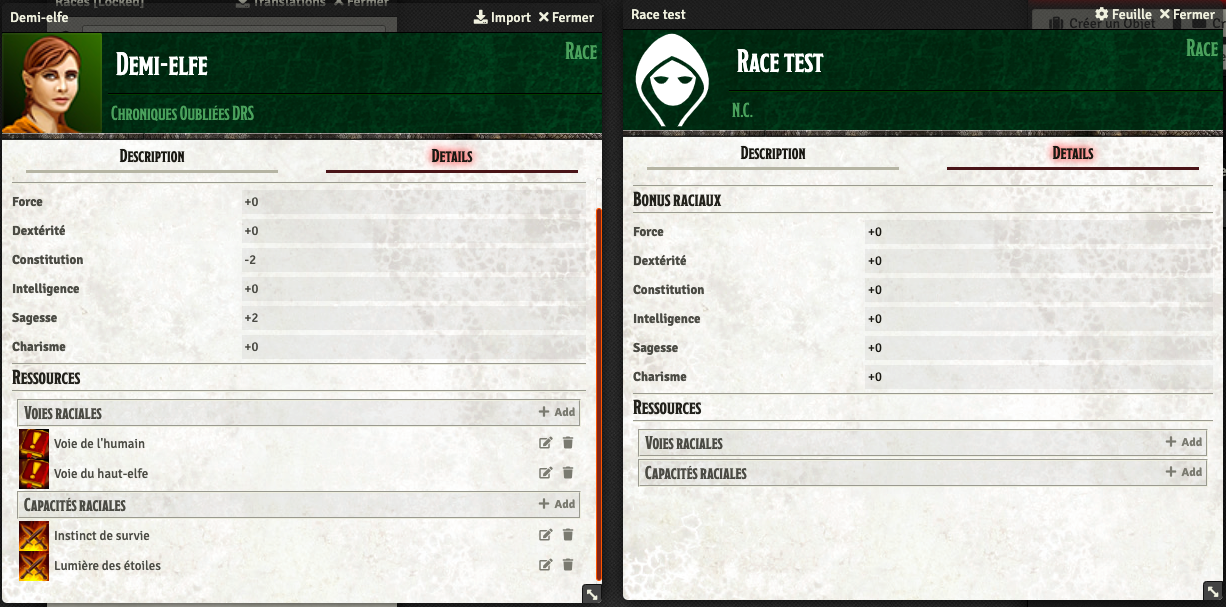 Races [Locked]
Translations
Fermer
Demi-elfe
Import
Fermer
Demi-elfe
Race
Chroniques Oubliées DRS
Description
Details
Force +0
Dextérité +0
Constitution -2
Intelligence +0
Sagesse +2
Charisme +0
Ressources
Voies raciales
Add
Voie de l'humain
Voie du haut-elfe
Capacités raciales
Add
Instinct de survie
Lumière des étoiles
Race test
Feuille
Fermer
Créer un Objet
Race test
Race
N.C.
Description
Details
Bonus raciaux
Force +0
Dextérité +0
Constitution +0
Intelligence +0
Sagesse +0
Charisme +0
Ressources
Voies raciales
Add
Capacités raciales
Add